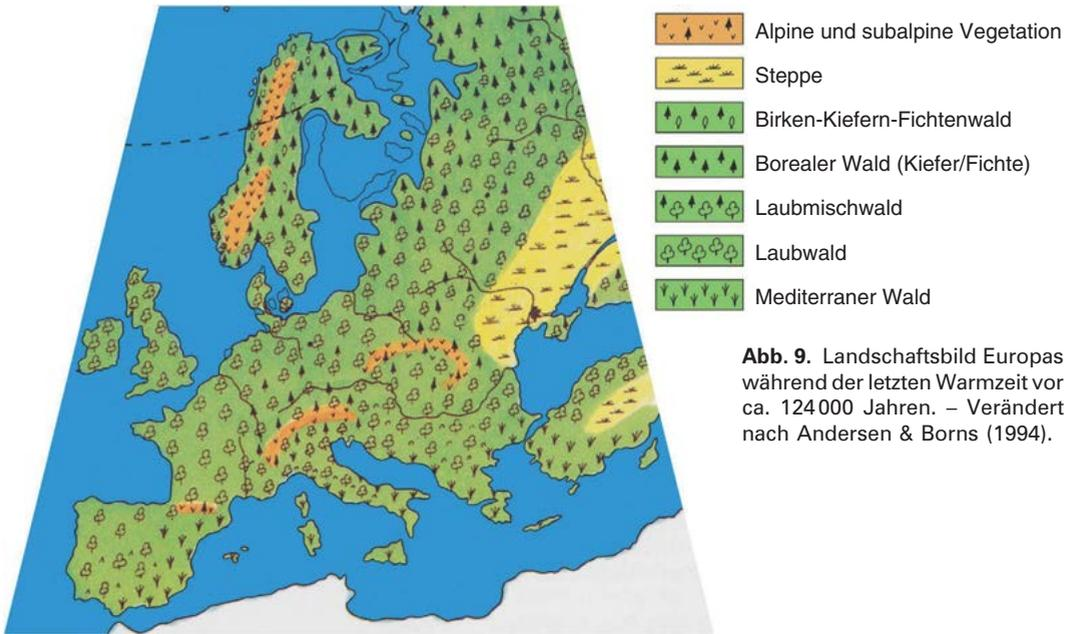 Alpine und subalpine Vegetation
Steppe
Birken-Kiefern-Fichtenwald
Borealer Wald (Kiefer/Fichte)
Laubmischwald
Laubwald
Mediterraner Wald
Abb. 9. Landschaftsbild Europas
während der letzten Warmzeit vor
ca. 124 000 Jahren. – Verändert
nach Andersen & Borns (1994).